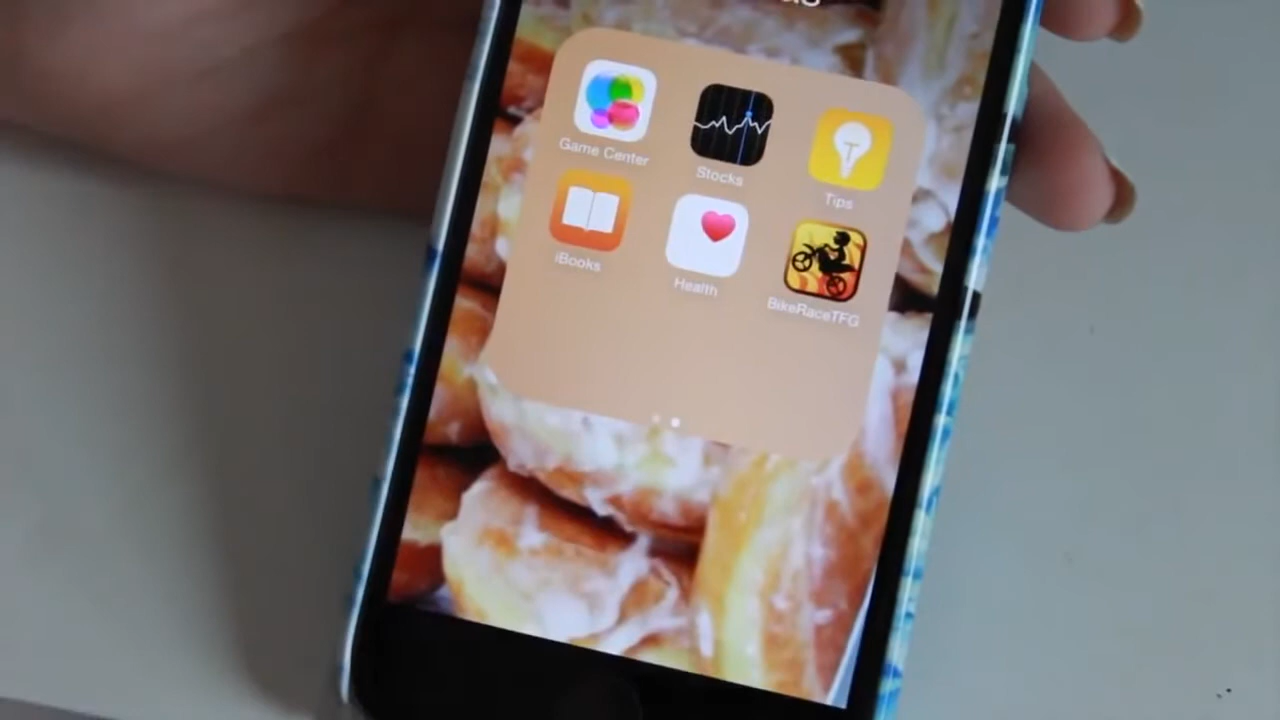 Game Center
Stocks
Tips
iBooks
Health
BikeRaceTFG